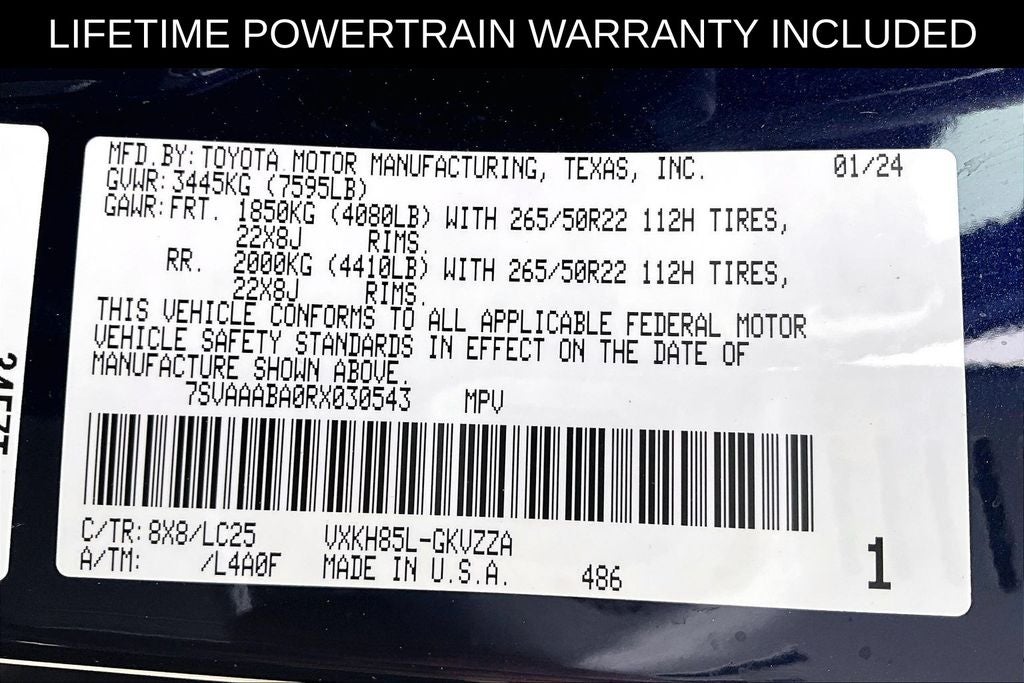 LIFETIME POWERTRAIN WARRANTY INCLUDED
MFD.BY:TOYOTA MOTOR MANUFACTURING, TEXAS, INC. 01/24
GVWR:3445KG (7595LB)
GAWR:FRT. 1850KG (4080LB) WITH 265/50R22 112H TIRES,
22X8J RIMS.
RR. 2000KG (4410LB) WITH 265/50R22 112H TIRES,
22X8J RIMS.
THIS VEHICLE CONFORMS TO ALL APPLICABLE FEDERAL MOTOR
VEHICLE SAFETY STANDARDS IN EFFECT ON THE DATE OF
MANUFACTURE SHOWN ABOVE.
7SVAAABA0RX030543 MPV
C/TR:8X8/LC25 VXKH85L-GKVZZA
A/TM: /L4A0F MADE IN U.S.A. 486 1